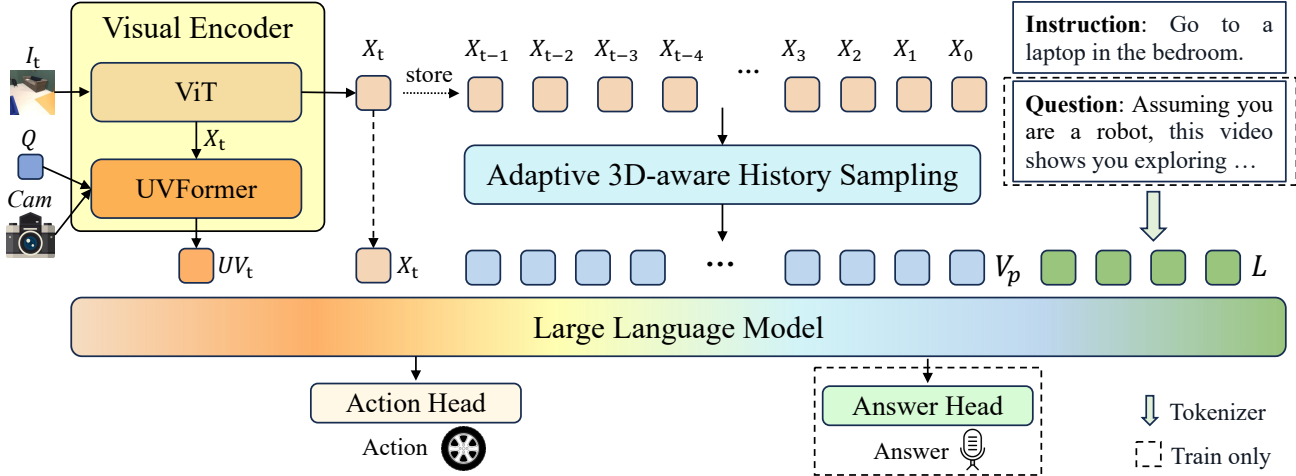 Visual Encoder
I_t
ViT
X_t
Q
UVFormer
Cam
UV_t
X_t
store
X_t
X_{t−1} X_{t−2} X_{t−3} X_{t−4} ... X_3 X_2 X_1 X_0
Adaptive 3D-aware History Sampling
... V_p
Instruction: Go to a
laptop in the bedroom.
Question: Assuming you
are a robot, this video
shows you exploring ...
L
Large Language Model
Action Head
Action
Answer Head
Answer
Tokenizer
Train only